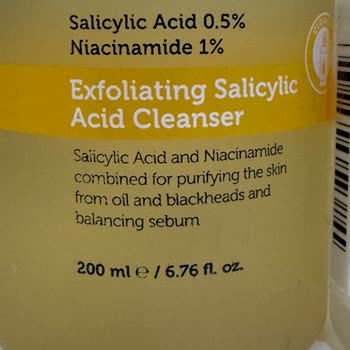 Salicylic Acid 0.5%
Niacinamide 1%
Exfoliating Salicylic
Acid Cleanser
Salicylic Acid and Niacinamide
combined for purifying the skin
from oil and blackheads and
balancing sebum
200 ml ℮ / 6.76 fl. oz.